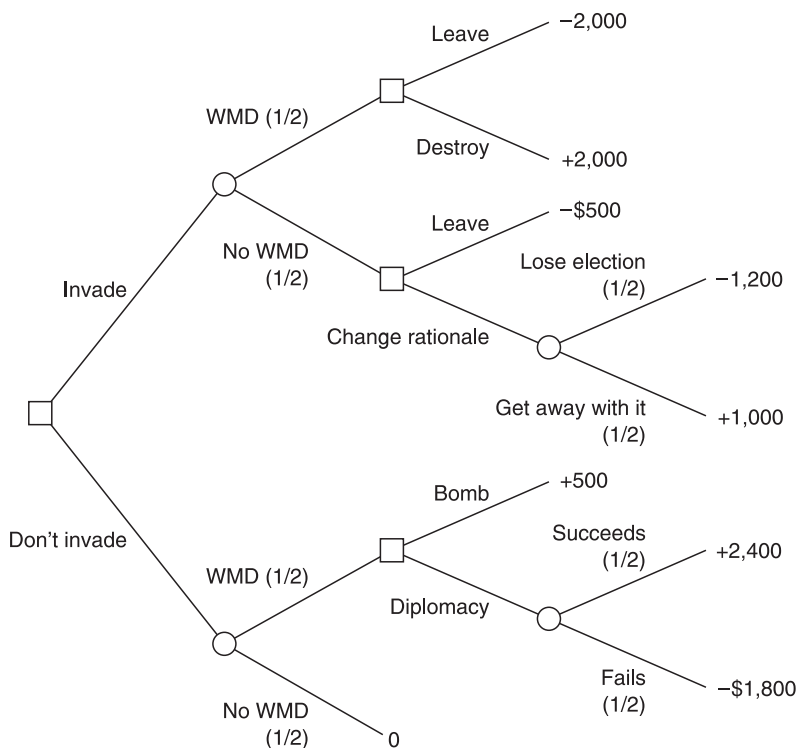 Leave
−2,000
WMD (1/2)
Destroy
+2,000
Leave
−$500
No WMD
(1/2)
Lose election
(1/2)
−1,200
Invade
Change rationale
Get away with it
(1/2)
+1,000
Bomb
+500
Don't invade
Succeeds
(1/2)
+2,400
WMD (1/2)
Diplomacy
Fails
(1/2)
−$1,800
No WMD
(1/2)
0